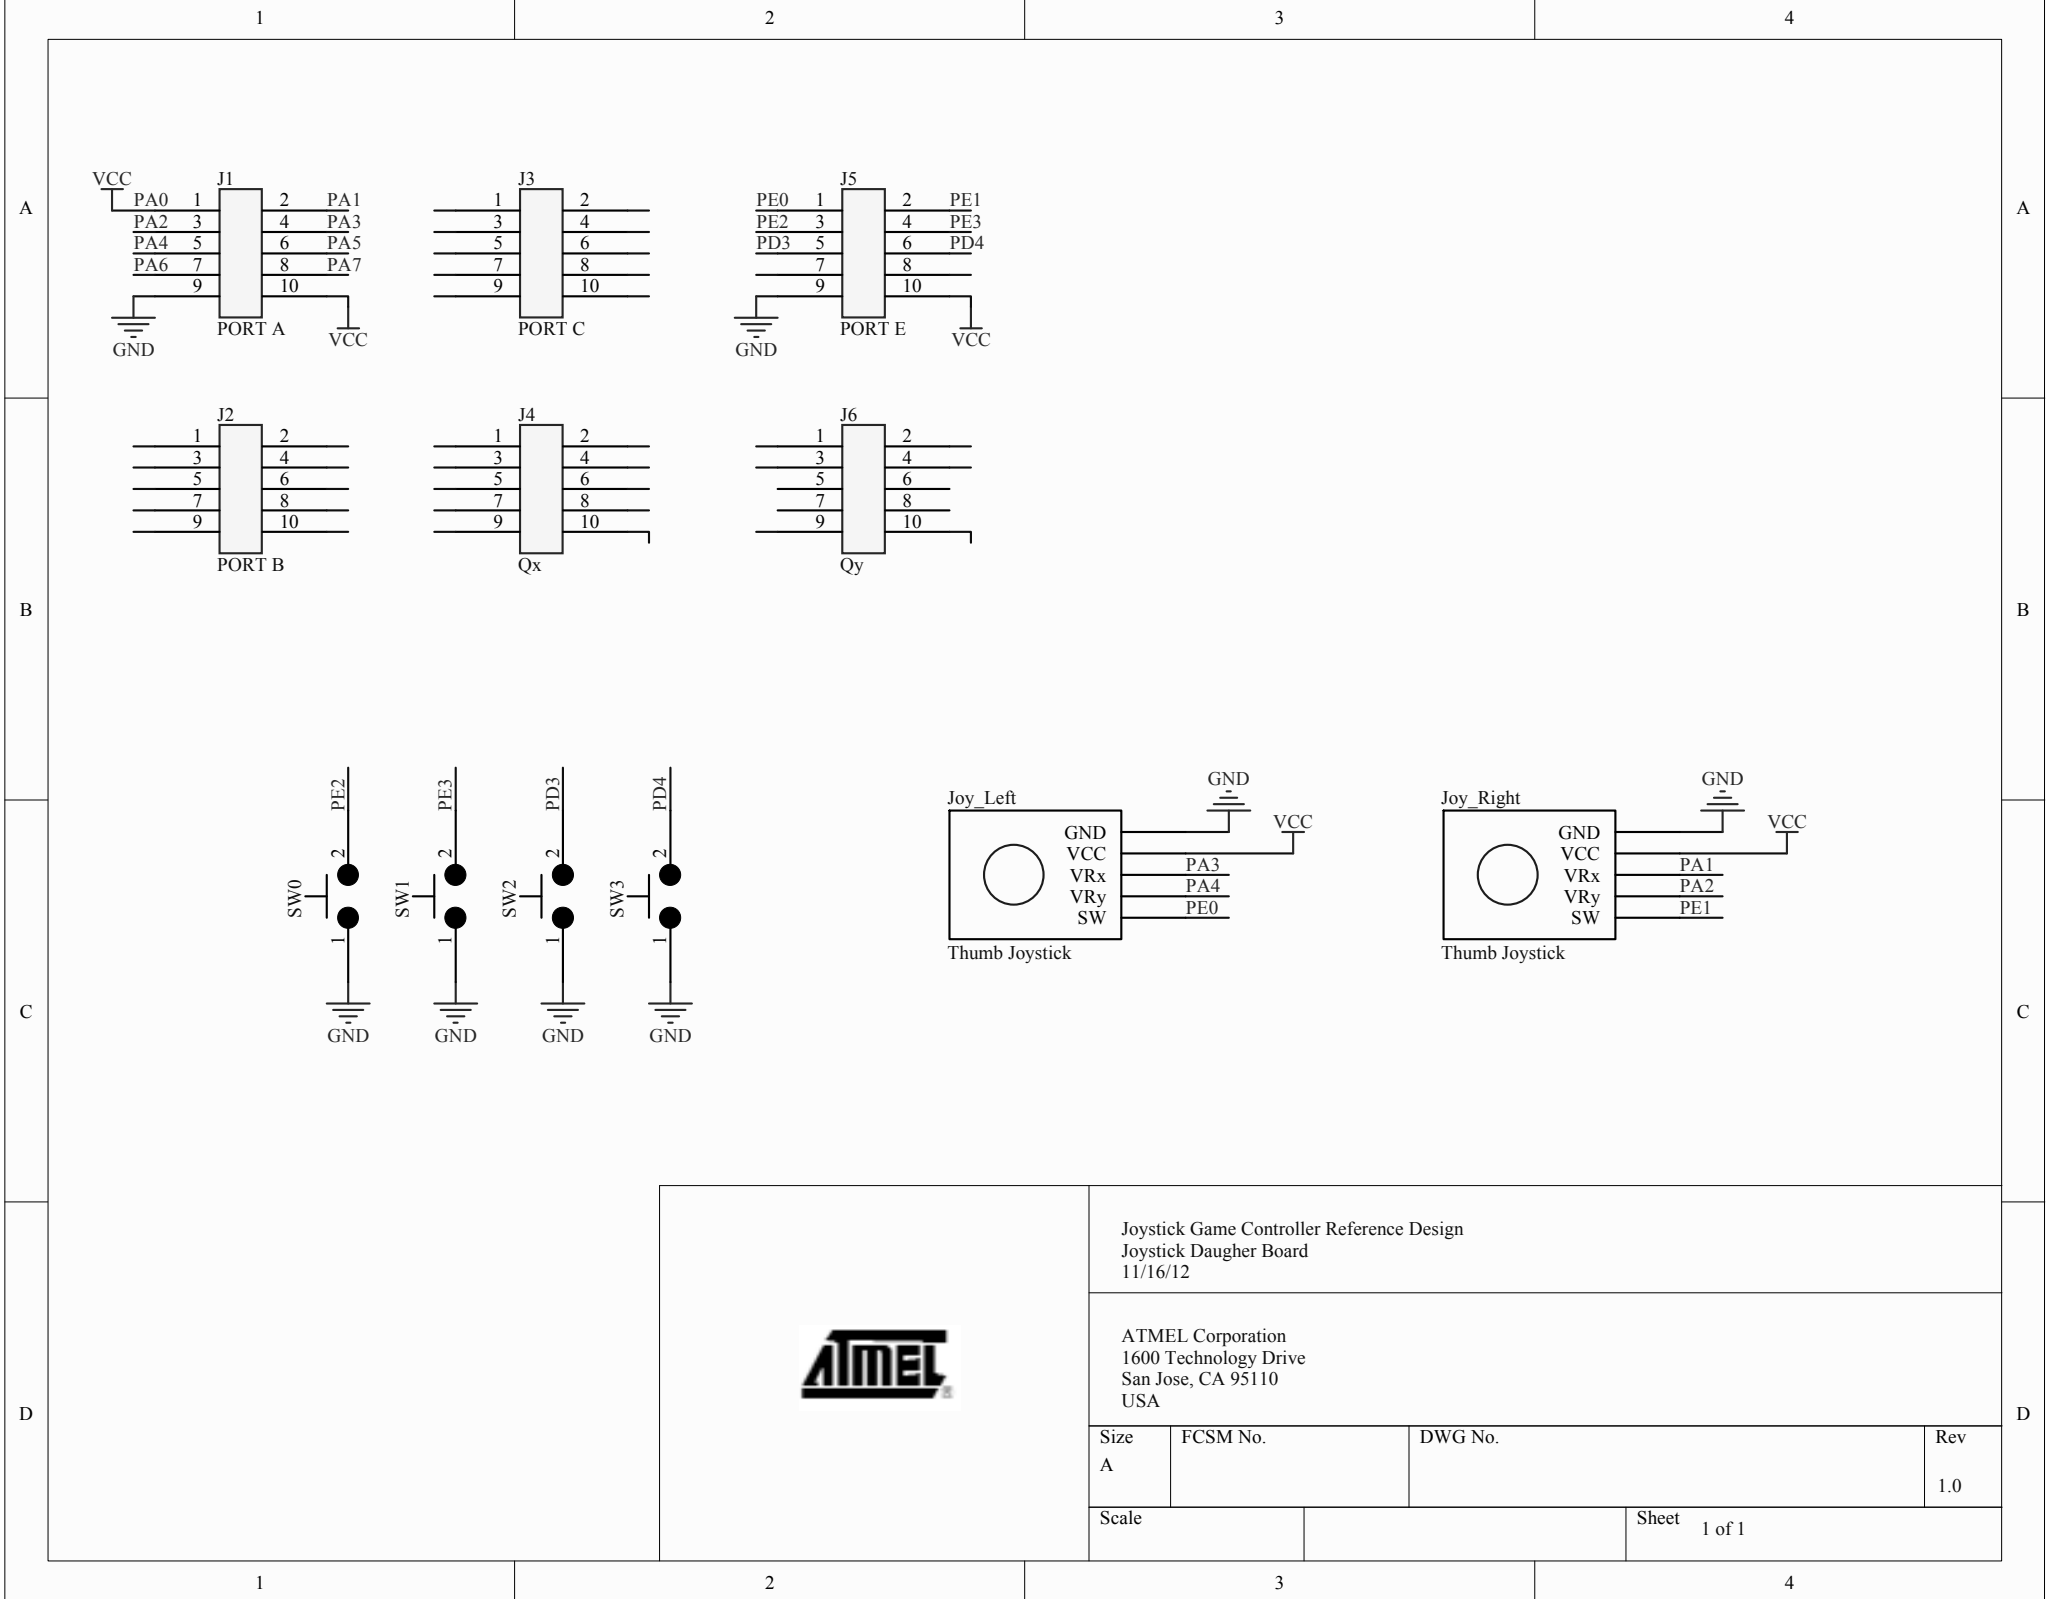 1 2 3 4
A A
VCC
J1
PA0 1 2 PA1
PA2 3 4 PA3
PA4 5 6 PA5
PA6 7 8 PA7
9 10
PORT A
GND
VCC
J3
1 2
3 4
5 6
7 8
9 10
PORT C
J5
PE0 1 2 PE1
PE2 3 4 PE3
PD3 5 6 PD4
7 8
9 10
PORT E
GND
VCC
J2
1 2
3 4
5 6
7 8
9 10
PORT B
J4
1 2
3 4
5 6
7 8
9 10
Qx
J6
1 2
3 4
5 6
7 8
9 10
Qy
B B
PE2
2
SW0
1
GND
PE3
2
SW1
1
GND
PD3
2
SW2
1
GND
PD4
2
SW3
1
GND
Joy_Left
GND
VCC
GND
VCC
VRx PA3
VRy PA4
SW PE0
Thumb Joystick
Joy_Right
GND
VCC
GND
VCC
VRx PA1
VRy PA2
SW PE1
Thumb Joystick
C C
Joystick Game Controller Reference Design
Joystick Daugher Board
11/16/12
ATMEL®
ATMEL Corporation
1600 Technology Drive
San Jose, CA 95110
USA
D D
Size FCSM No. DWG No. Rev
A
1.0
Scale Sheet 1 of 1
1 2 3 4